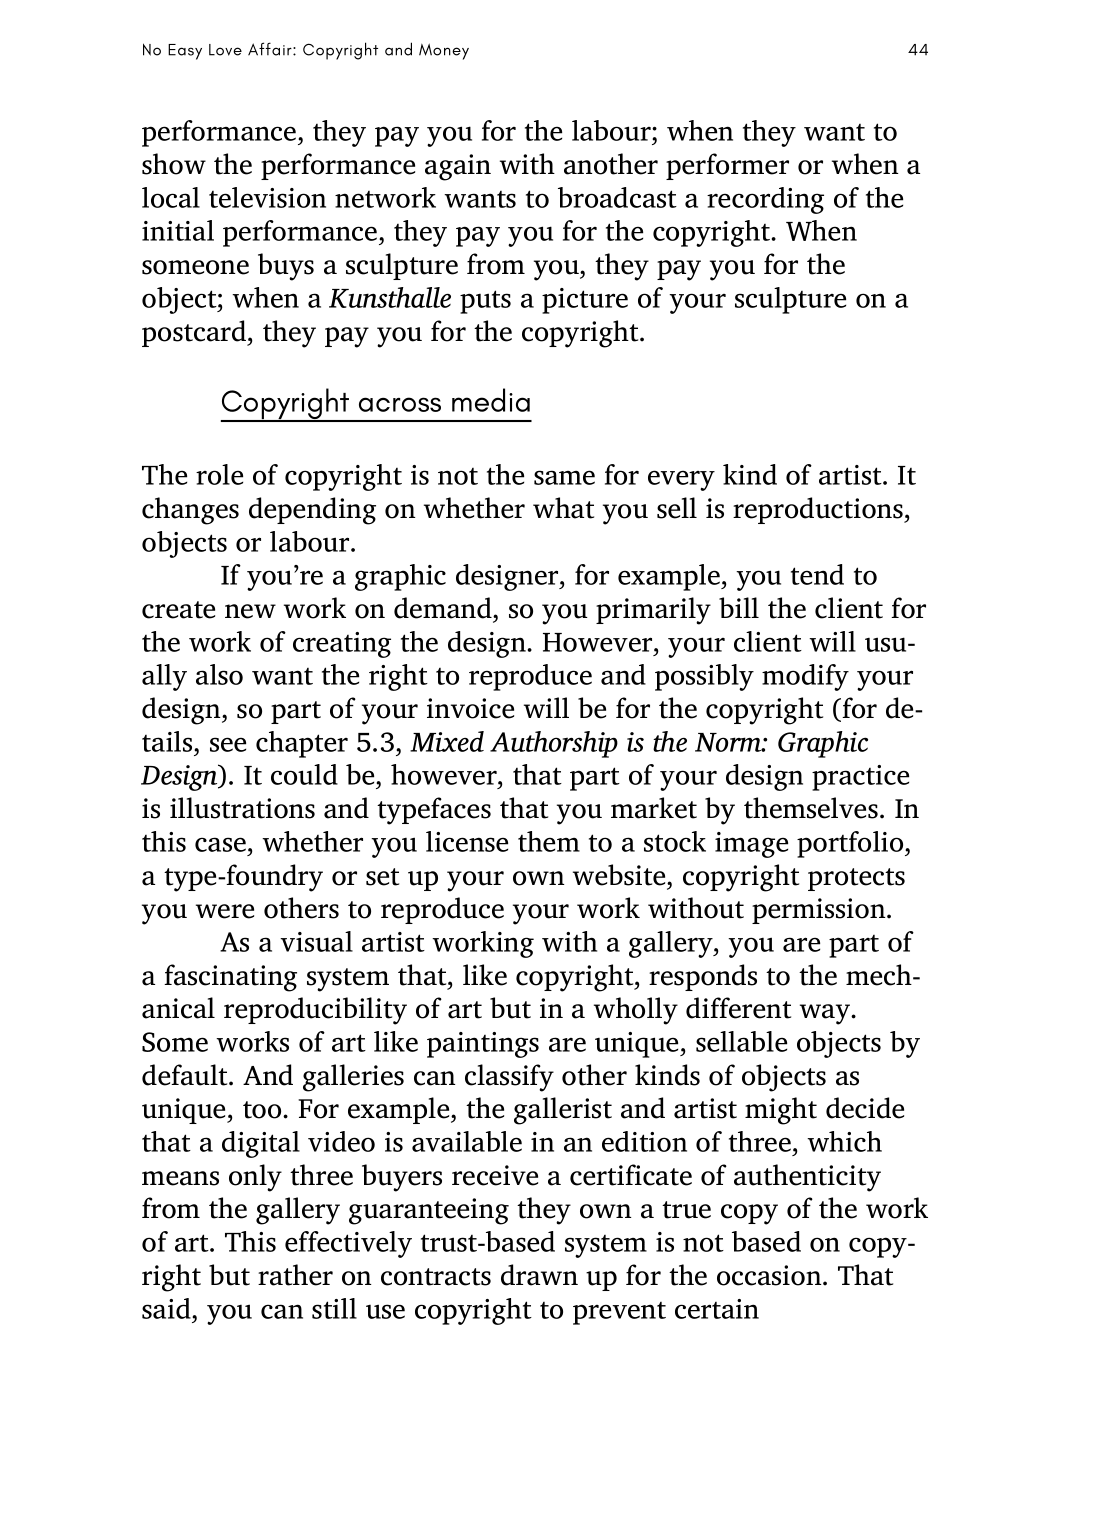 No Easy Love Affair: Copyright and Money 44
performance, they pay you for the labour; when they want to
show the performance again with another performer or when a
local television network wants to broadcast a recording of the
initial performance, they pay you for the copyright. When
someone buys a sculpture from you, they pay you for the
object; when a Kunsthalle puts a picture of your sculpture on a
postcard, they pay you for the copyright.
Copyright across media
The role of copyright is not the same for every kind of artist. It
changes depending on whether what you sell is reproductions,
objects or labour.
If you’re a graphic designer, for example, you tend to
create new work on demand, so you primarily bill the client for
the work of creating the design. However, your client will usu-
ally also want the right to reproduce and possibly modify your
design, so part of your invoice will be for the copyright (for de-
tails, see chapter 5.3, Mixed Authorship is the Norm: Graphic
Design). It could be, however, that part of your design practice
is illustrations and typefaces that you market by themselves. In
this case, whether you license them to a stock image portfolio,
a type-foundry or set up your own website, copyright protects
you were others to reproduce your work without permission.
As a visual artist working with a gallery, you are part of
a fascinating system that, like copyright, responds to the mech-
anical reproducibility of art but in a wholly different way.
Some works of art like paintings are unique, sellable objects by
default. And galleries can classify other kinds of objects as
unique, too. For example, the gallerist and artist might decide
that a digital video is available in an edition of three, which
means only three buyers receive a certificate of authenticity
from the gallery guaranteeing they own a true copy of the work
of art. This effectively trust-based system is not based on copy-
right but rather on contracts drawn up for the occasion. That
said, you can still use copyright to prevent certain